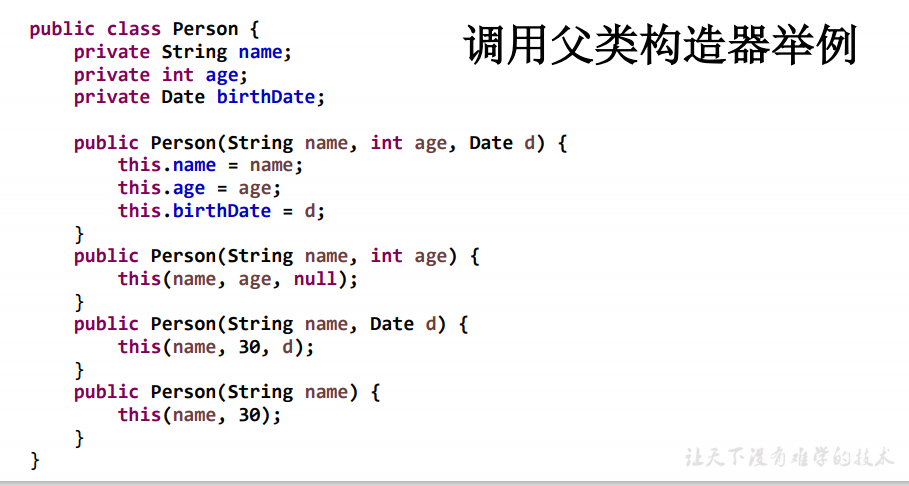 调用父类构造器举例
public class Person {
    private String name;
    private int age;
    private Date birthDate;

    public Person(String name, int age, Date d) {
        this.name = name;
        this.age = age;
        this.birthDate = d;
    }
    public Person(String name, int age) {
        this(name, age, null);
    }
    public Person(String name, Date d) {
        this(name, 30, d);
    }
    public Person(String name) {
        this(name, 30);
    }
}
让天下没有难学的技术